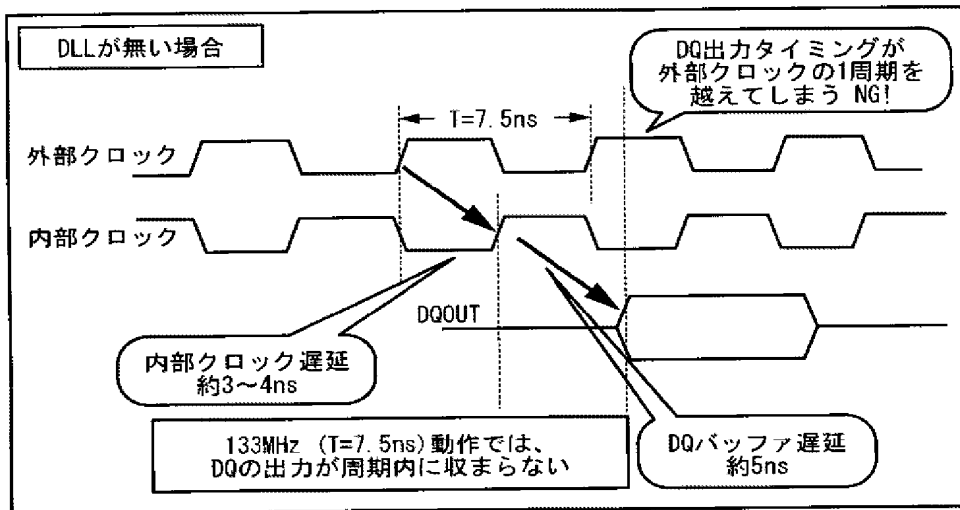 DLLが無い場合
DQ出力タイミングが
外部クロックの1周期を
越えてしまう NG!
T=7.5ns
外部クロック
内部クロック
DQOUT
内部クロック遅延
約3〜4ns
133MHz (T=7.5ns)動作では、
DQの出力が周期内に収まらない
DQバッファ遅延
約5ns